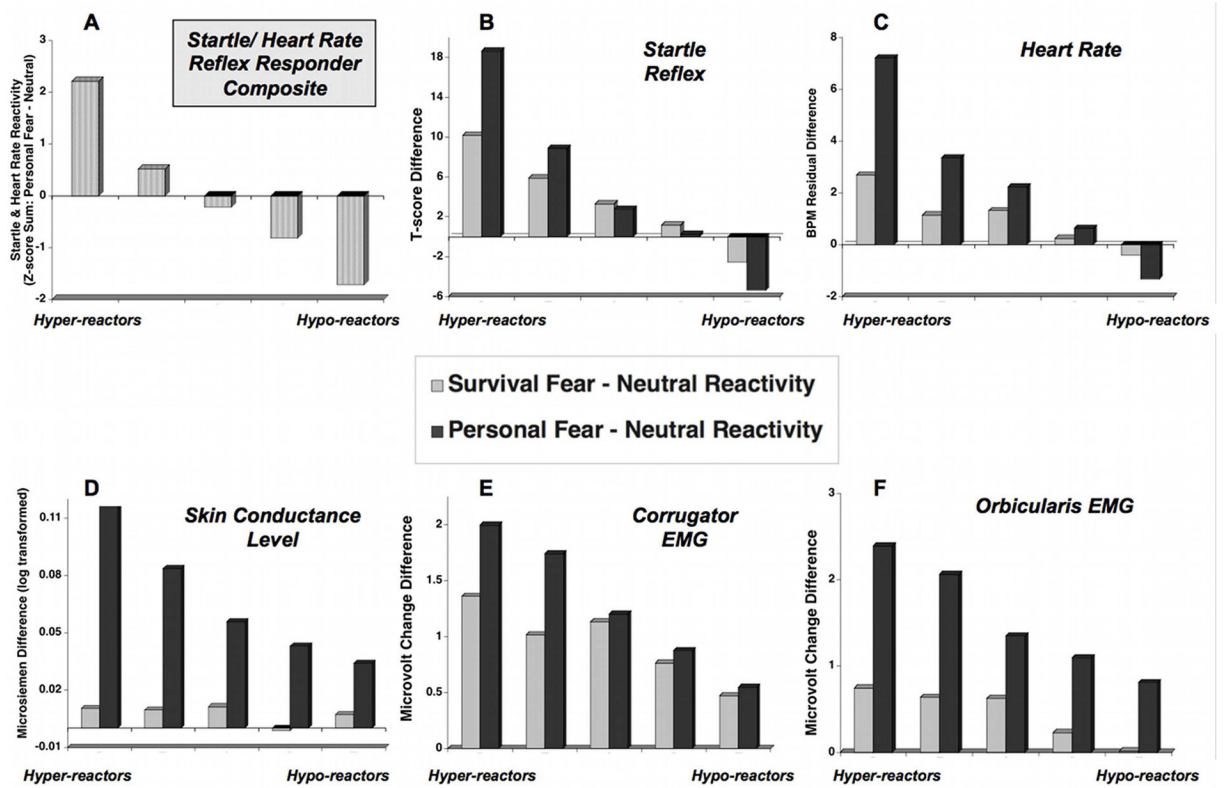 A
Startle/ Heart Rate
Reflex Responder
Composite
Startle & Heart Rate Reactivity
(Z-score Sum: Personal Fear - Neutral)
3
2
1
0
-1
-2
Hyper-reactors
Hypo-reactors
B
Startle
Reflex
T-score Difference
18
14
10
6
2
-2
-6
Hyper-reactors
Hypo-reactors
C
Heart Rate
BPM Residual Difference
8
6
4
2
0
-2
Hyper-reactors
Hypo-reactors
Survival Fear - Neutral Reactivity
Personal Fear - Neutral Reactivity
D
Skin Conductance
Level
Microsiemen Difference (log transformed)
0.11
0.08
0.05
0.02
-0.01
Hyper-reactors
Hypo-reactors
E
Corrugator
EMG
Microvolt Change Difference
2
1.5
1
0.5
0
Hyper-reactors
Hypo-reactors
F
Orbicularis EMG
Microvolt Change Difference
3
2
1
0
Hyper-reactors
Hypo-reactors